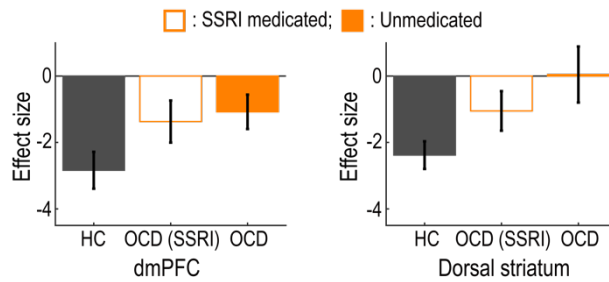 : SSRI medicated; : Unmedicated
Effect size
0
-2
-4
HC OCD (SSRI) OCD
dmPFC
Effect size
0
-2
-4
HC OCD (SSRI) OCD
Dorsal striatum